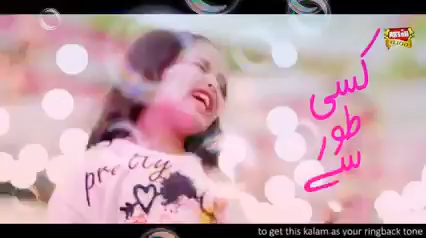 کسی
طور
سے
pretty
to get this kalam as your ringback tone